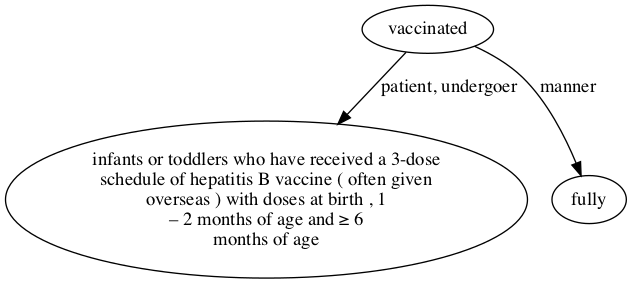 vaccinated
patient, undergoer
manner
infants or toddlers who have received a 3-dose
schedule of hepatitis B vaccine ( often given
overseas ) with doses at birth , 1
– 2 months of age and ≥ 6
months of age
fully